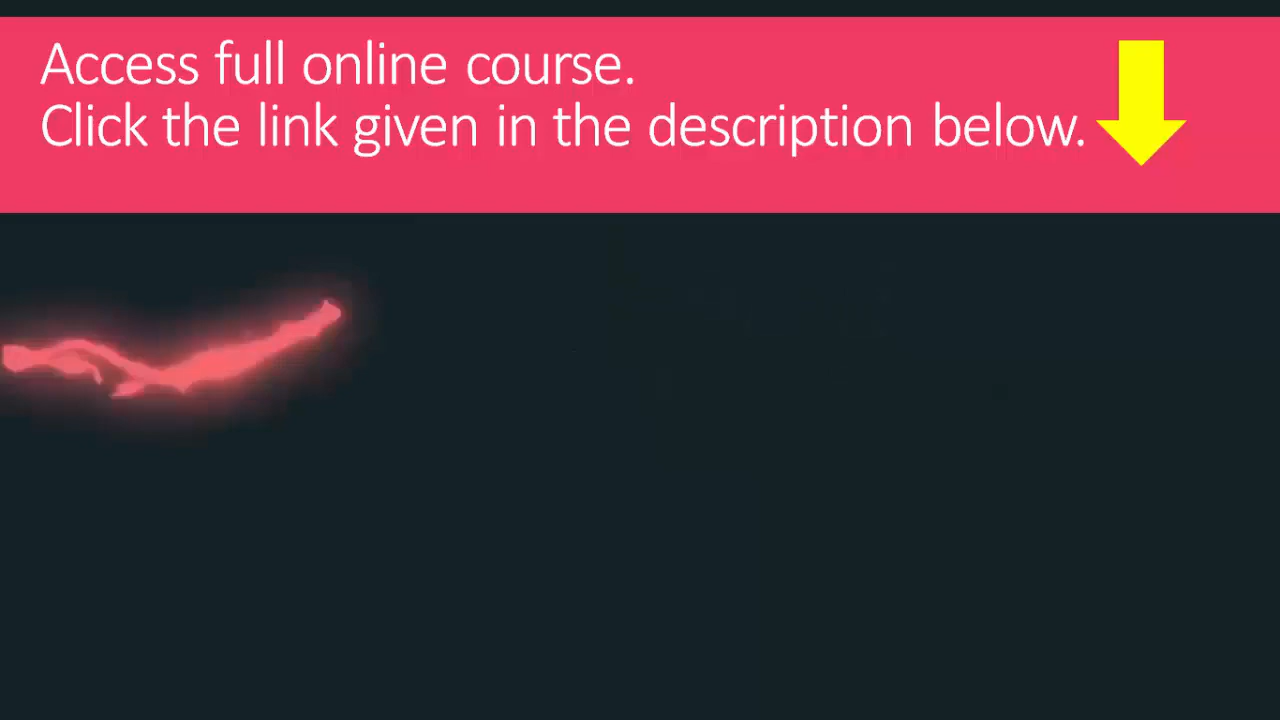 Access full online course.
Click the link given in the description below.